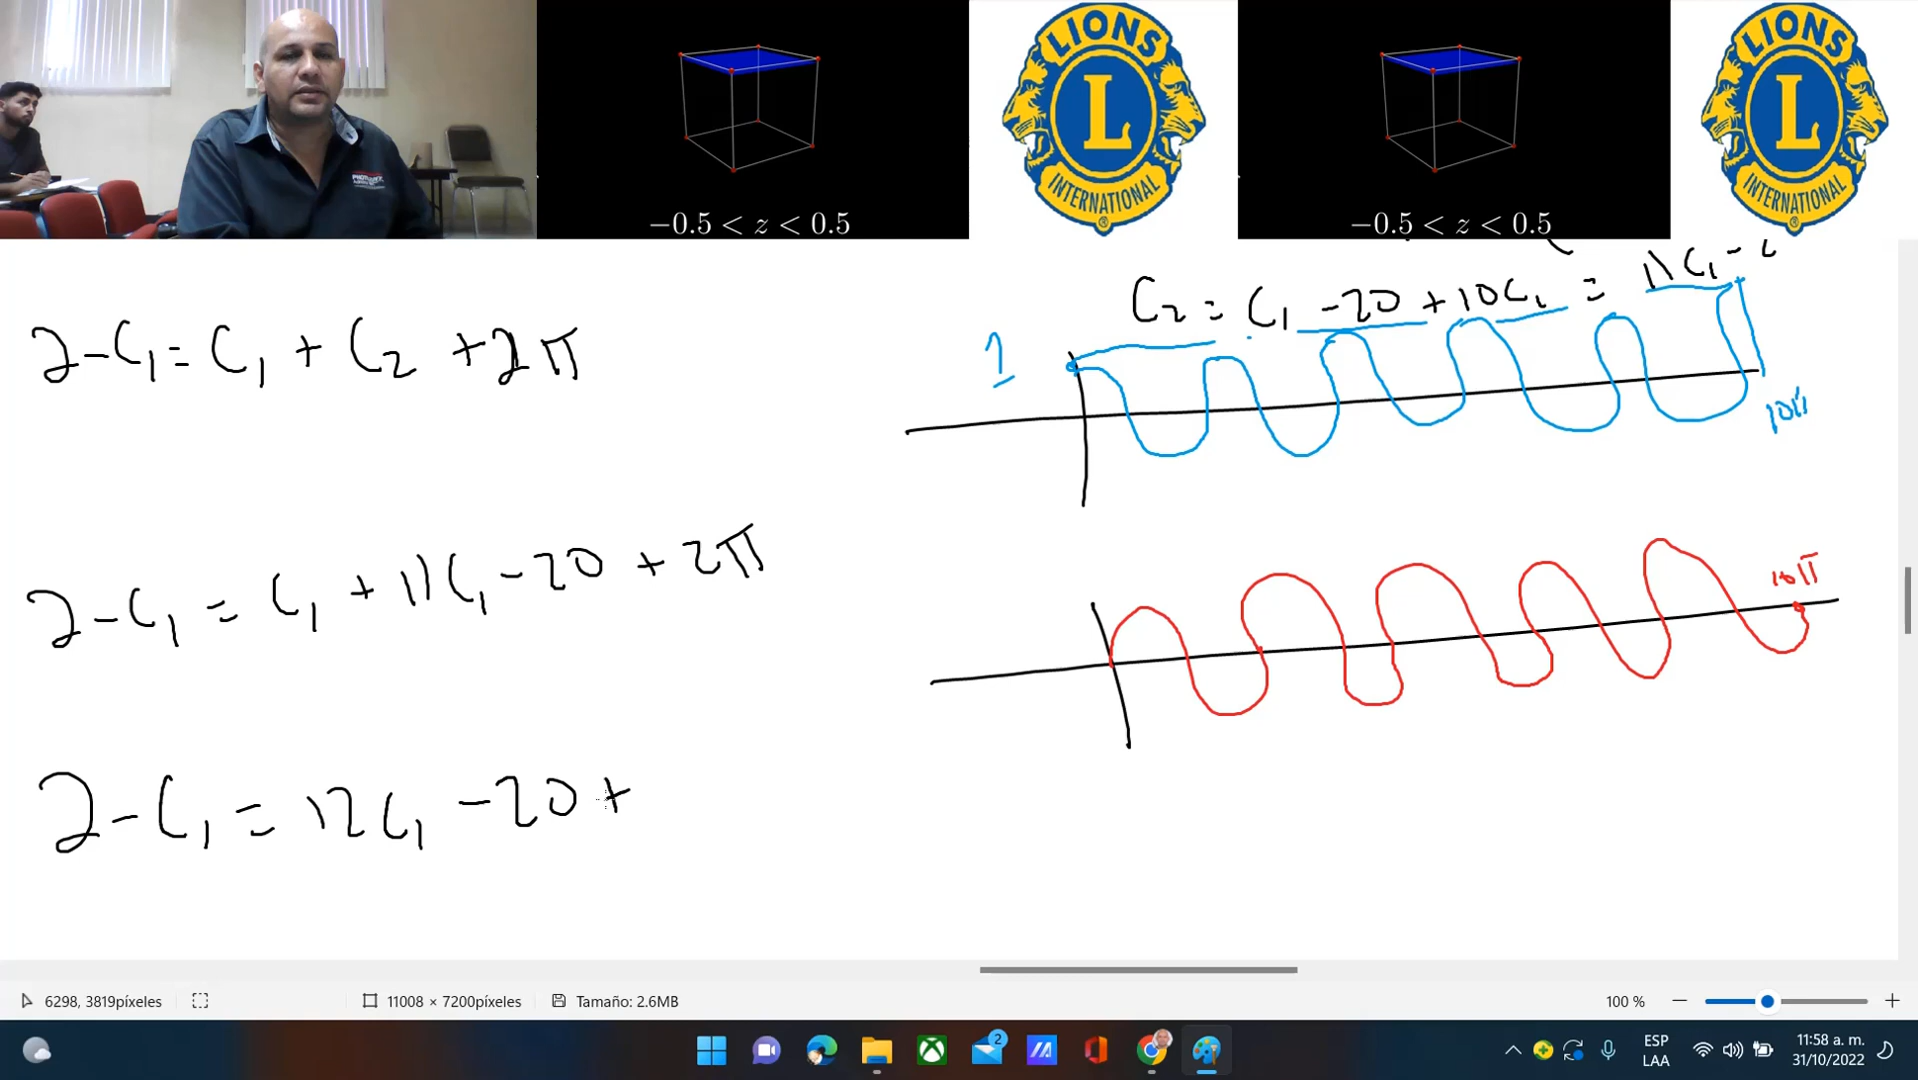 LIONS
L
INTERNATIONAL
®
LIONS
L
INTERNATIONAL
®
−0.5 < z < 0.5
−0.5 < z < 0.5
C₂ = C₁ -20 +10C₁ = 11C₁ -2
2-C₁ = C₁ + C₂ + 2π
1
10π
2-C₁ = C₁ + 11C₁ -20 + 2π
10π
2-C₁ = 12C₁ -20 +
6298, 3819píxeles
11008 × 7200píxeles
Tamaño: 2.6MB
100 %
2
ESP
LAA
11:58 a. m.
31/10/2022